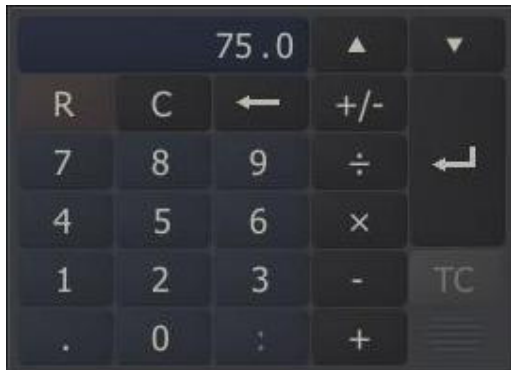 75.0 ▲ ▼
R C ← +/-
7 8 9 ÷ ↵
4 5 6 ×
1 2 3 - TC
. 0 : +